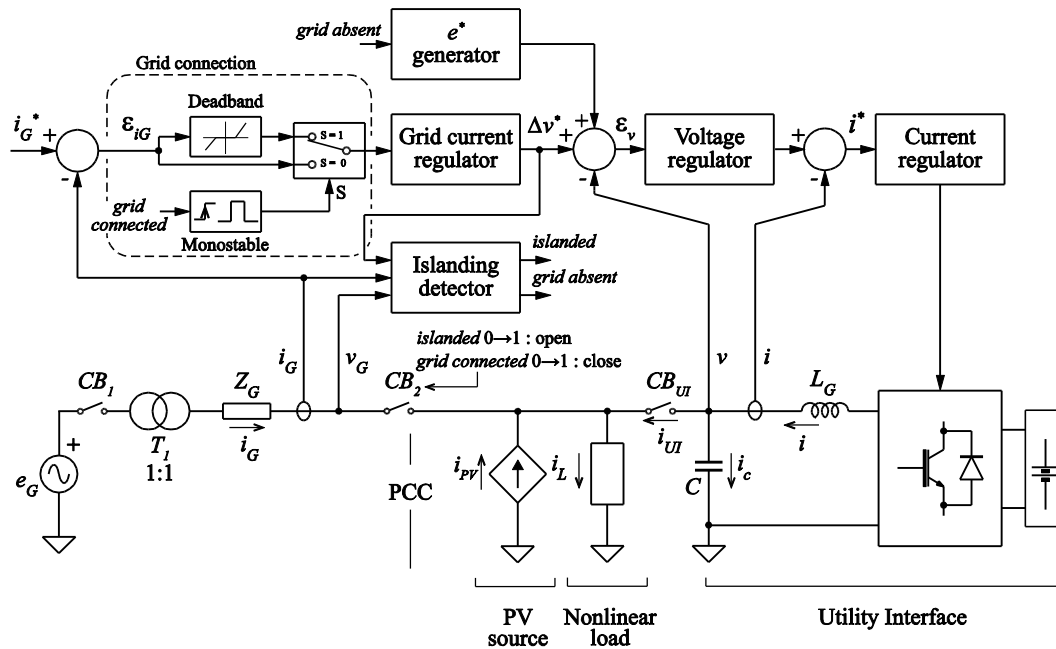 grid absent
e*
generator
Grid connection
Deadband
i_G*
+
-
ε_iG
S = 1
S = 0
S
grid
connected
Monostable
Grid current
regulator
Δv*
+
+
-
ε_v
Voltage
regulator
+
-
i*
Current
regulator
Islanding
detector
islanded
grid absent
islanded 0→1 : open
grid connected 0→1 : close
i_G
v_G
v
i
CB_1
Z_G
CB_2
CB_UI
L_G
T_1
1:1
i_G
i_UI
i
+
e_G
PCC
i_PV
i_L
C
i_c
PV
source
Nonlinear
load
Utility Interface